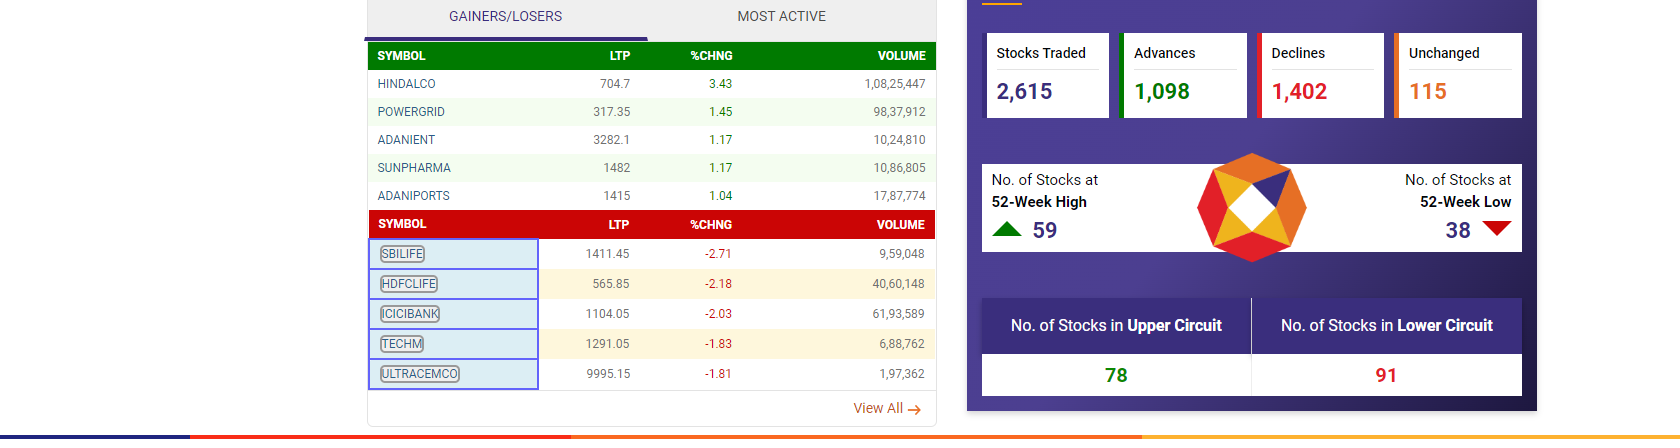 GAINERS/LOSERS MOST ACTIVE
SYMBOL LTP %CHNG VOLUME
HINDALCO 704.7 3.43 1,08,25,447
POWERGRID 317.35 1.45 98,37,912
ADANIENT 3282.1 1.17 10,24,810
SUNPHARMA 1482 1.17 10,86,805
ADANIPORTS 1415 1.04 17,87,774
SYMBOL LTP %CHNG VOLUME
SBILIFE 1411.45 -2.71 9,59,048
HDFCLIFE 565.85 -2.18 40,60,148
ICICIBANK 1104.05 -2.03 61,93,589
TECHM 1291.05 -1.83 6,88,762
ULTRACEMCO 9995.15 -1.81 1,97,362
View All →
Stocks Traded Advances Declines Unchanged
2,615 1,098 1,402 115
No. of Stocks at No. of Stocks at
52-Week High 52-Week Low
59 38
No. of Stocks in Upper Circuit No. of Stocks in Lower Circuit
78 91